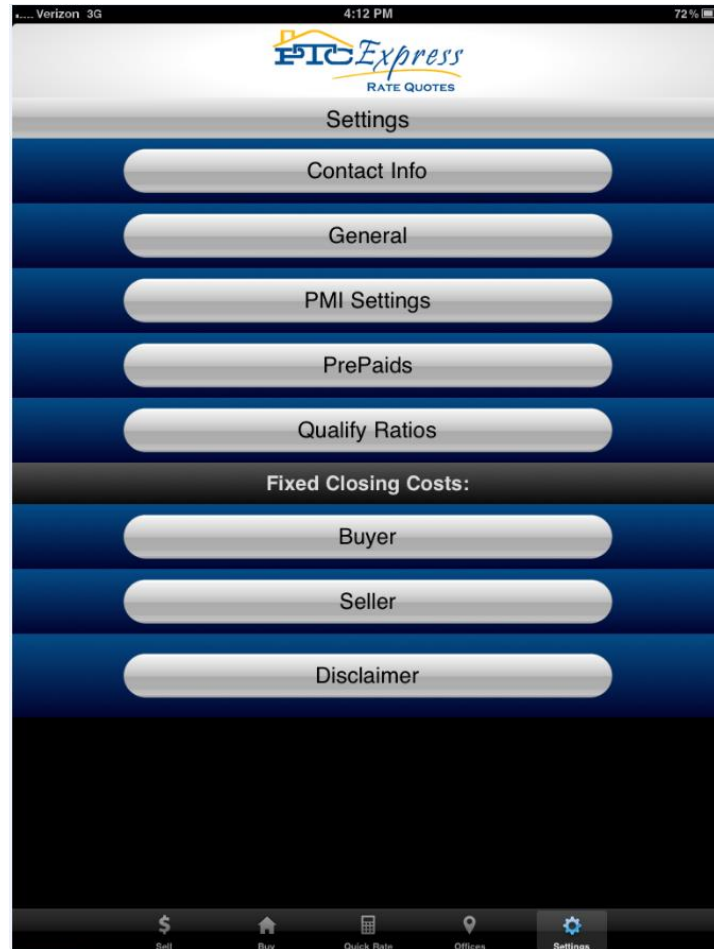 ..... Verizon 3G 4:12 PM 72%
PTC Express
RATE QUOTES
Settings
Contact Info
General
PMI Settings
PrePaids
Qualify Ratios
Fixed Closing Costs:
Buyer
Seller
Disclaimer
Sell Buy Quick Rate Offices Settings